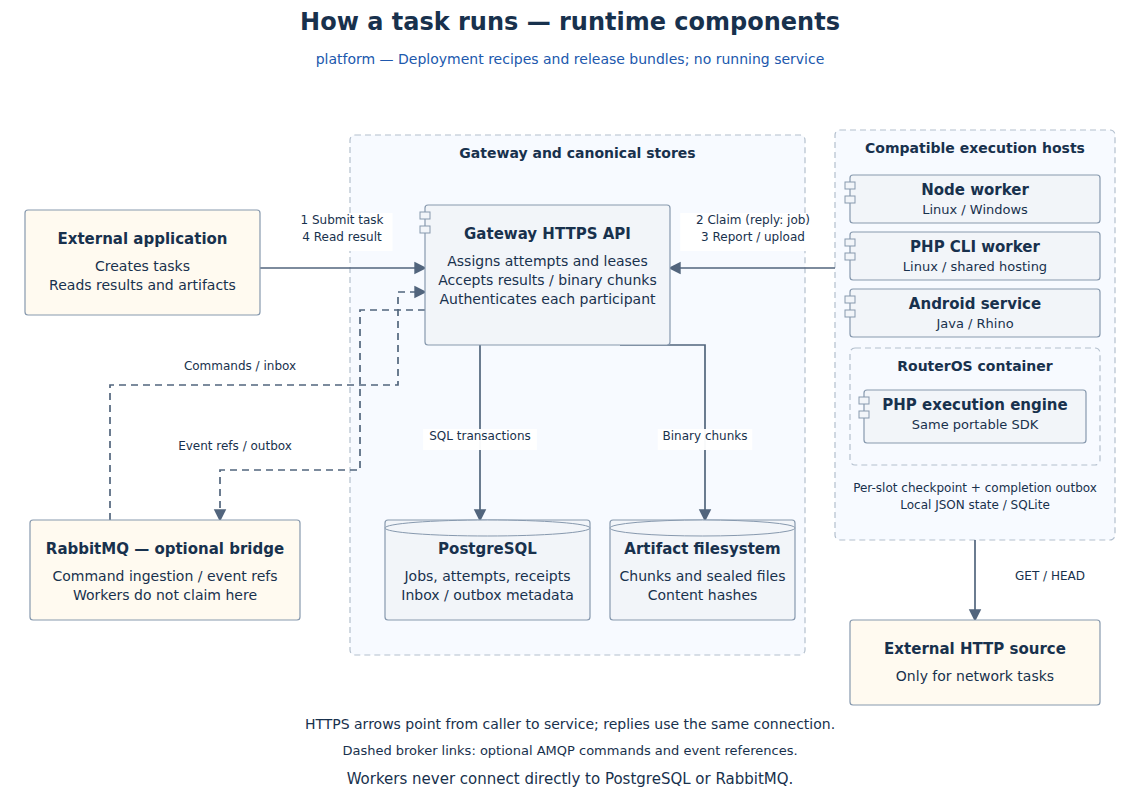 How a task runs — runtime components
platform — Deployment recipes and release bundles; no running service
Gateway and canonical stores
Compatible execution hosts
External application
Creates tasks
Reads results and artifacts
1 Submit task
4 Read result
Gateway HTTPS API
Assigns attempts and leases
Accepts results / binary chunks
Authenticates each participant
2 Claim (reply: job)
3 Report / upload
Node worker
Linux / Windows
PHP CLI worker
Linux / shared hosting
Android service
Java / Rhino
RouterOS container
PHP execution engine
Same portable SDK
Per-slot checkpoint + completion outbox
Local JSON state / SQLite
Commands / inbox
Event refs / outbox
SQL transactions
Binary chunks
RabbitMQ — optional bridge
Command ingestion / event refs
Workers do not claim here
PostgreSQL
Jobs, attempts, receipts
Inbox / outbox metadata
Artifact filesystem
Chunks and sealed files
Content hashes
GET / HEAD
External HTTP source
Only for network tasks
HTTPS arrows point from caller to service; replies use the same connection.
Dashed broker links: optional AMQP commands and event references.
Workers never connect directly to PostgreSQL or RabbitMQ.